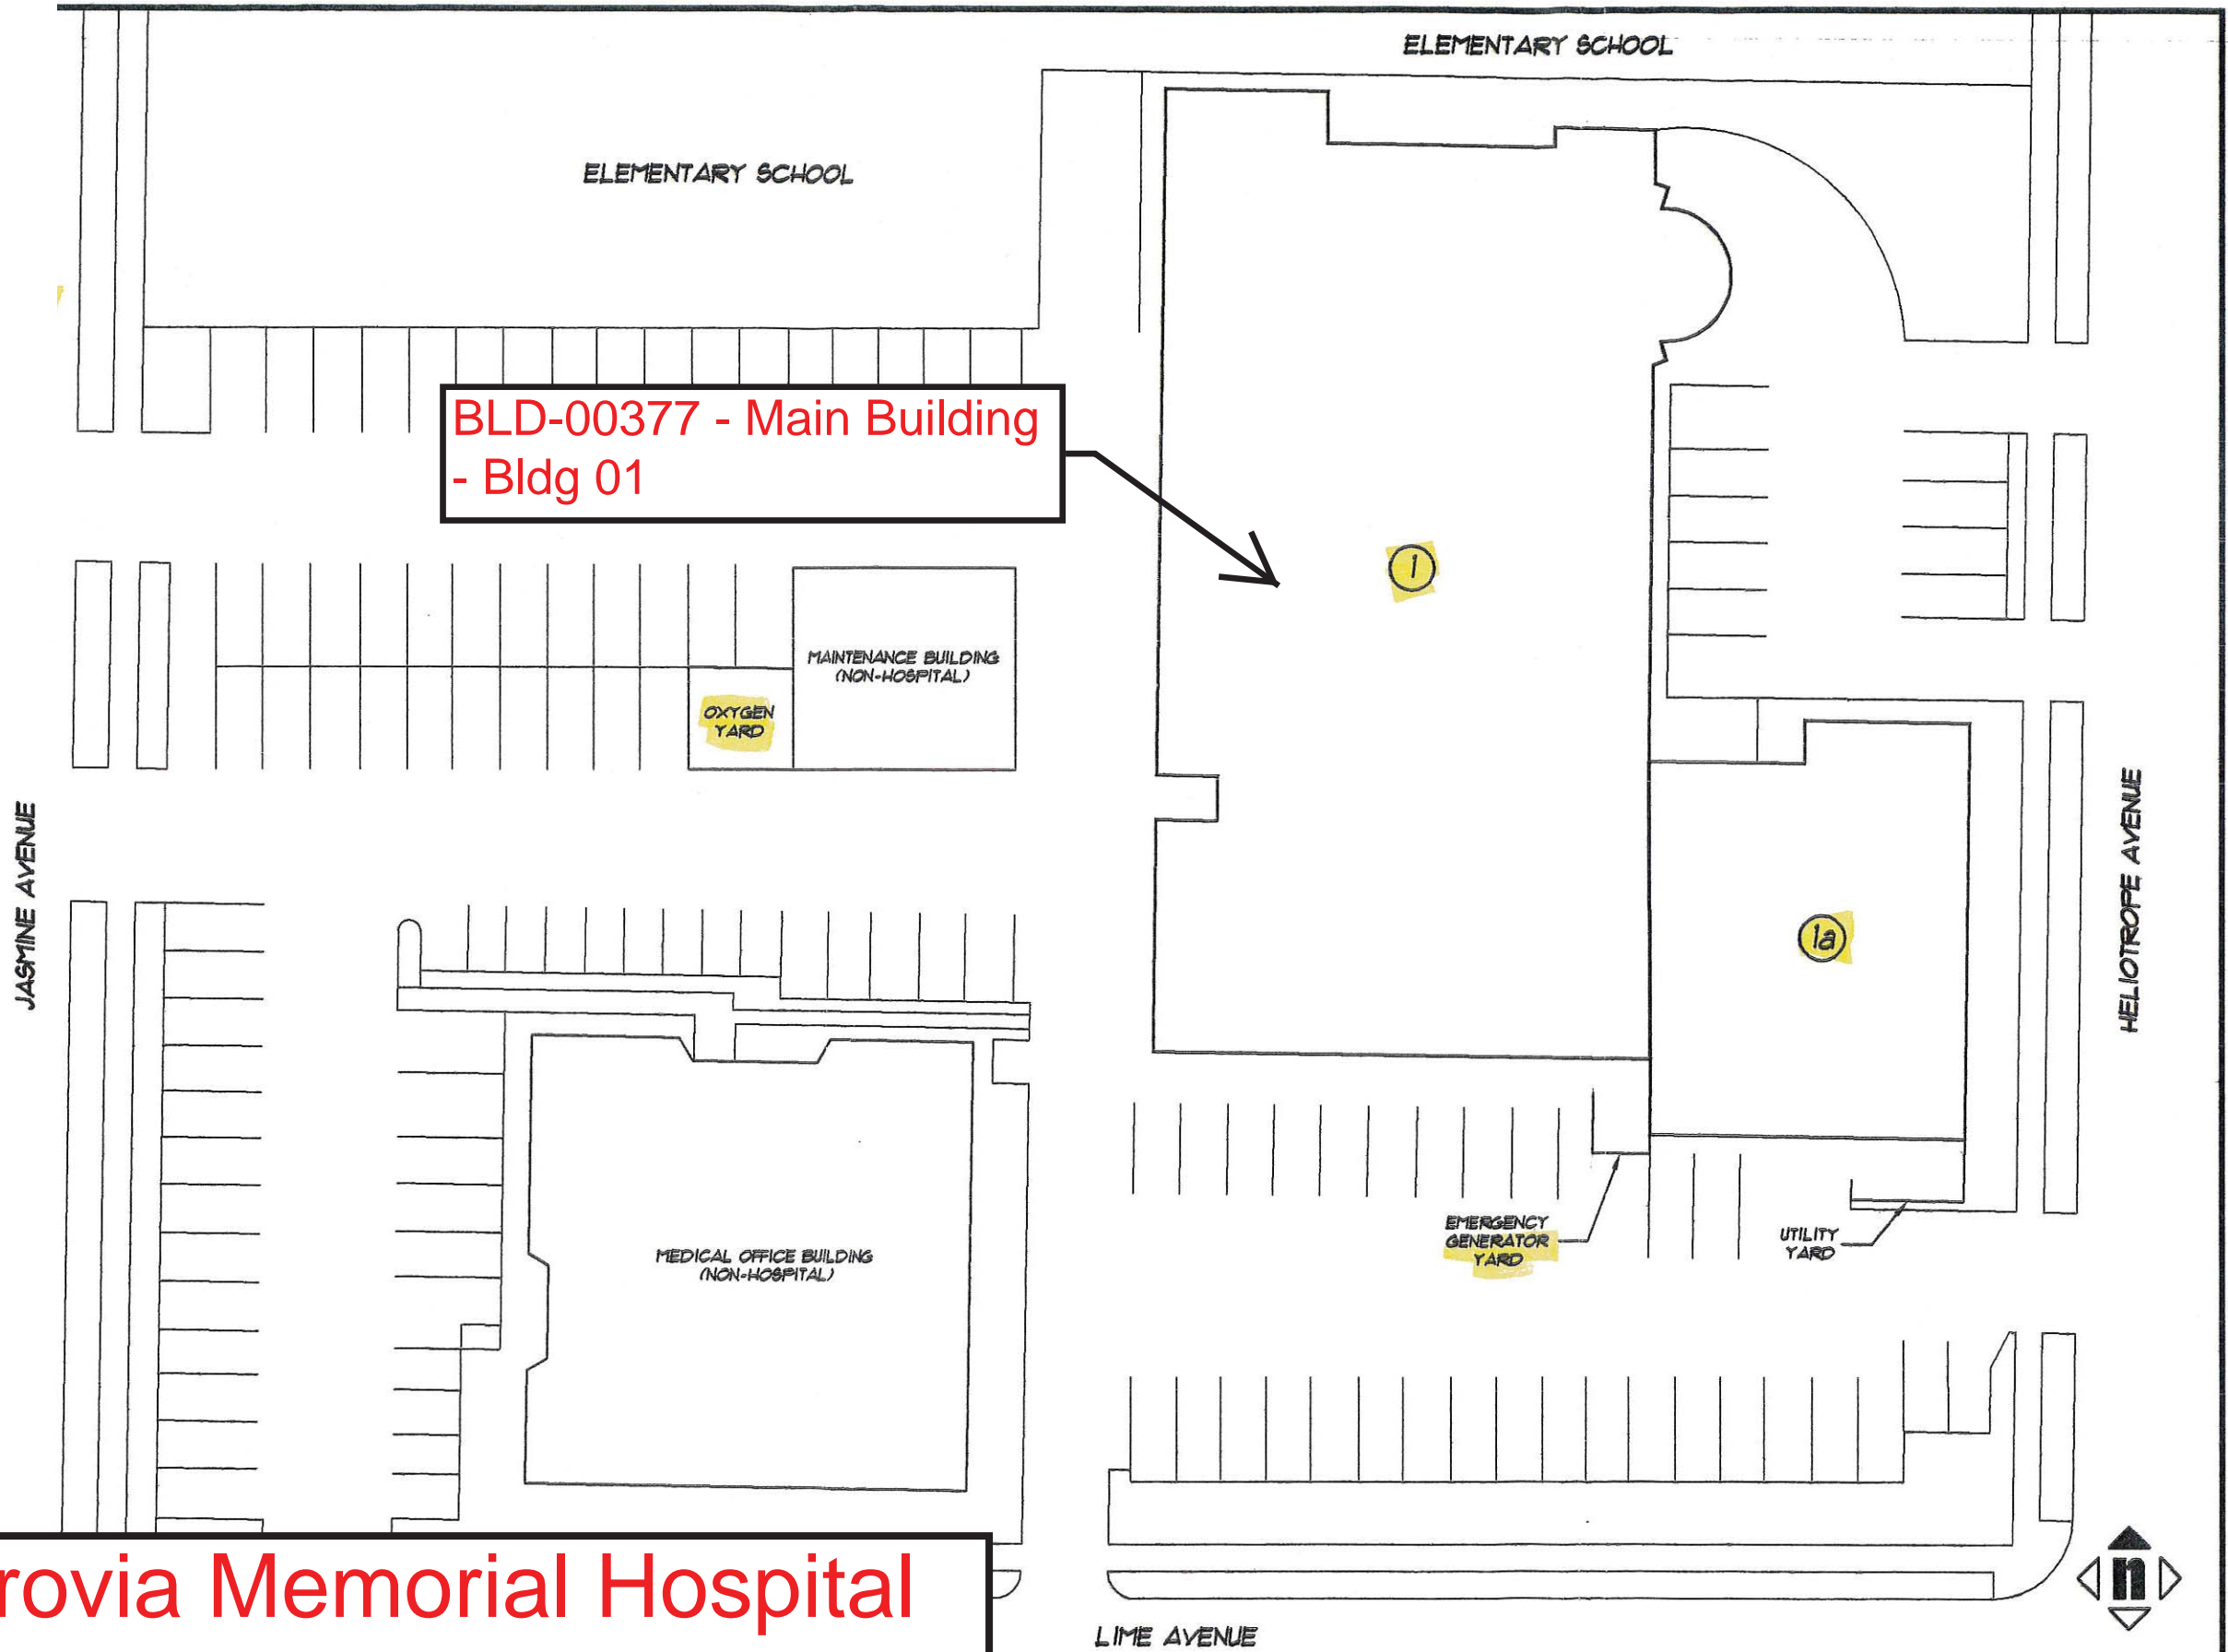 ELEMENTARY SCHOOL
ELEMENTARY SCHOOL
BLD-00377 - Main Building
- Bldg 01
1
MAINTENANCE BUILDING
(NON-HOSPITAL)
OXYGEN
YARD
JASMINE AVENUE
HELIOTROPE AVENUE
1a
EMERGENCY
GENERATOR
YARD
UTILITY
YARD
MEDICAL OFFICE BUILDING
(NON-HOSPITAL)
rovia Memorial Hospital
n
LIME AVENUE